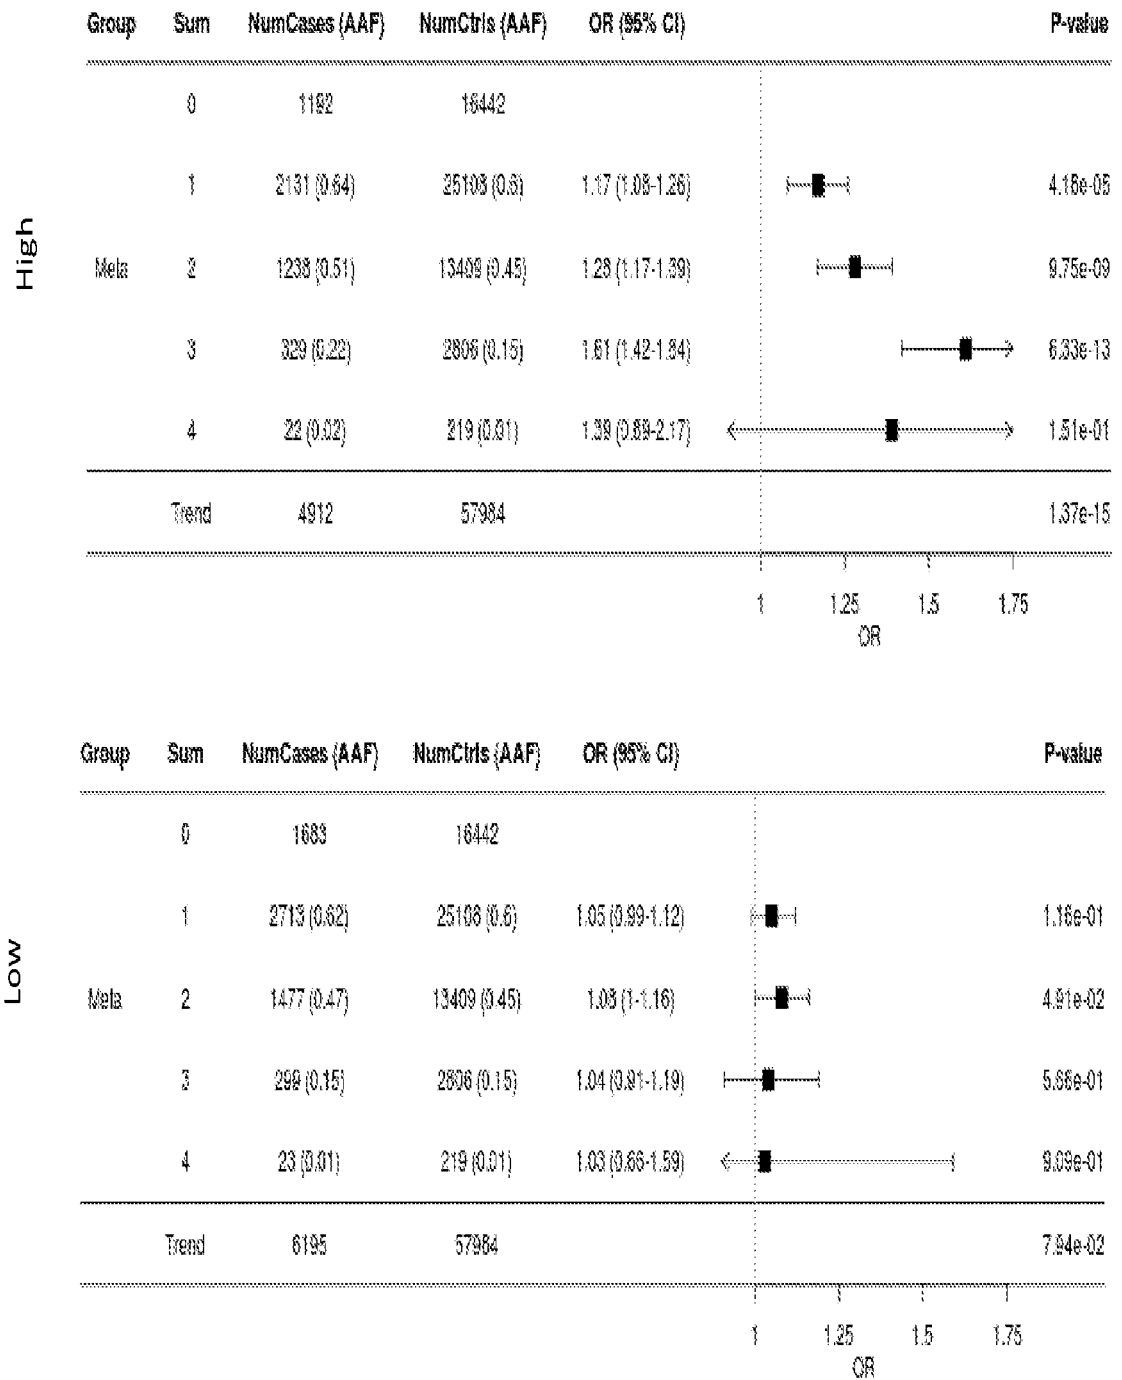 Group Sum NumCases (AAF) NumCtrls (AAF) OR (95% CI) P-value
0 1192 16442
1 2131 (0.64) 25108 (0.6) 1.17 (1.08-1.26) 4.18e-05
High
Meta 2 1238 (0.51) 13409 (0.45) 1.28 (1.17-1.39) 9.75e-09
3 329 (0.22) 2806 (0.15) 1.61 (1.42-1.84) 6.33e-13
4 22 (0.02) 219 (0.01) 1.39 (0.89-2.17) 1.51e-01
Trend 4912 57984 1.37e-15
1 1.25 1.5 1.75
OR
Group Sum NumCases (AAF) NumCtrls (AAF) OR (95% CI) P-value
0 1683 16442
1 2713 (0.62) 25108 (0.6) 1.05 (0.99-1.12) 1.18e-01
Low
Meta 2 1477 (0.47) 13409 (0.45) 1.08 (1-1.16) 4.91e-02
3 299 (0.15) 2806 (0.15) 1.04 (0.91-1.19) 5.68e-01
4 23 (0.01) 219 (0.01) 1.03 (0.66-1.59) 9.09e-01
Trend 6195 57984 7.94e-02
1 1.25 1.5 1.75
OR